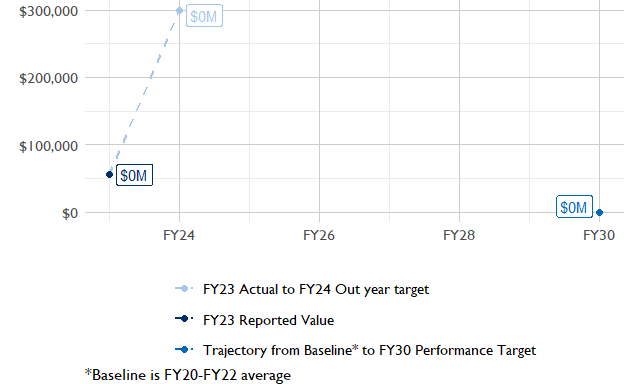 $300,000
$0M
$200,000
$100,000
$0M
$0M
$0
FY24 FY26 FY28 FY30
FY23 Actual to FY24 Out year target
FY23 Reported Value
Trajectory from Baseline* to FY30 Performance Target
*Baseline is FY20-FY22 average